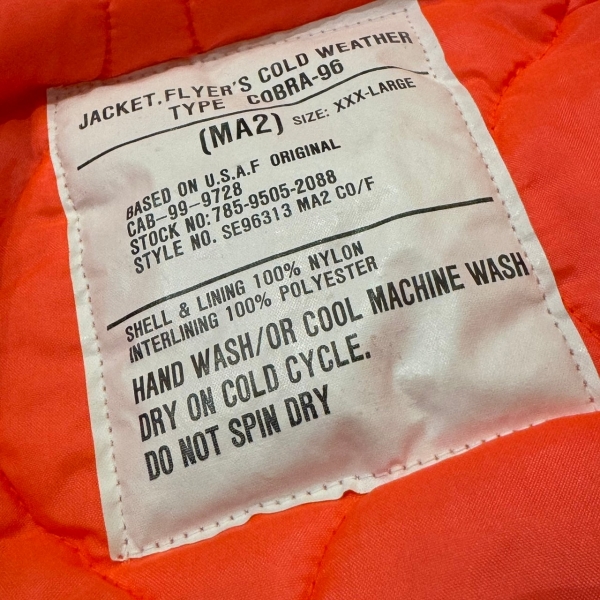 JACKET,FLYER'S COLD WEATHER
TYPE COBRA-96
(MA2) SIZE: XXX-LARGE
BASED ON U.S.A.F ORIGINAL
CAB-99-9728
STOCK NO:785-9505-2088
STYLE NO. SE96313 MA2 CO/F
SHELL & LINING 100% NYLON
INTERLINING 100% POLYESTER
HAND WASH/OR COOL MACHINE WASH
DRY ON COLD CYCLE.
DO NOT SPIN DRY